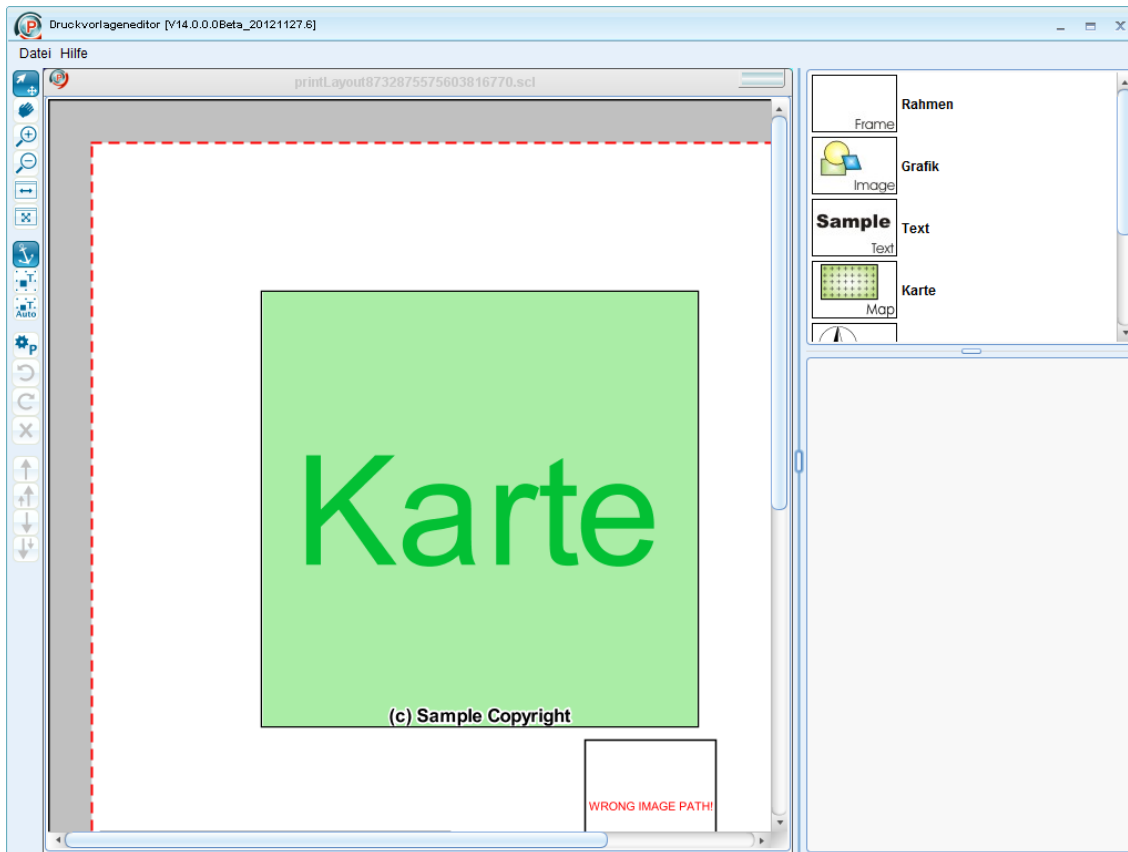 Druckvorlageneditor [V14.0.0.0Beta_20121127.6]
Datei Hilfe
printLayout8732875575603816770.scl
T.
T.
Auto
P
Karte
(c) Sample Copyright
WRONG IMAGE PATH!
Frame
Rahmen
Image
Grafik
Sample
Text
Text
Map
Karte